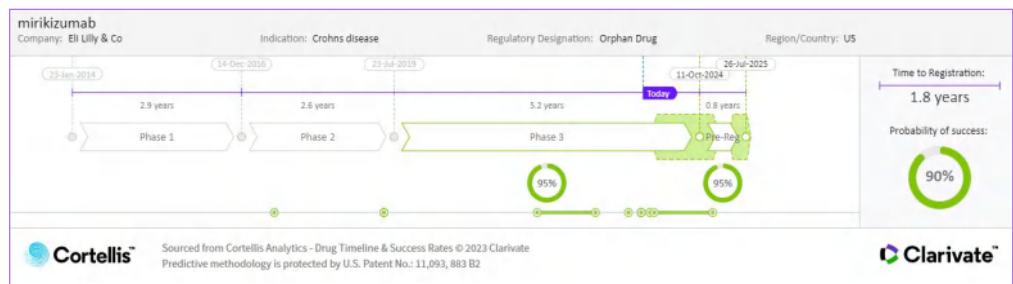 mirikizumab
Company: Eli Lilly & Co Indication: Crohns disease Regulatory Designation: Orphan Drug Region/Country: US
23-Jan-2014 14-Dec-2016 23-Jul-2019 11-Oct-2024 26-Jul-2025
Today
2.9 years 2.6 years 5.2 years 0.8 years
Phase 1 Phase 2 Phase 3 Pre-Reg
95% 95%
Time to Registration:
1.8 years
Probability of success:
90%
Cortellis™
Sourced from Cortellis Analytics - Drug Timeline & Success Rates © 2023 Clarivate
Predictive methodology is protected by U.S. Patent No.: 11,093, 883 B2
Clarivate™